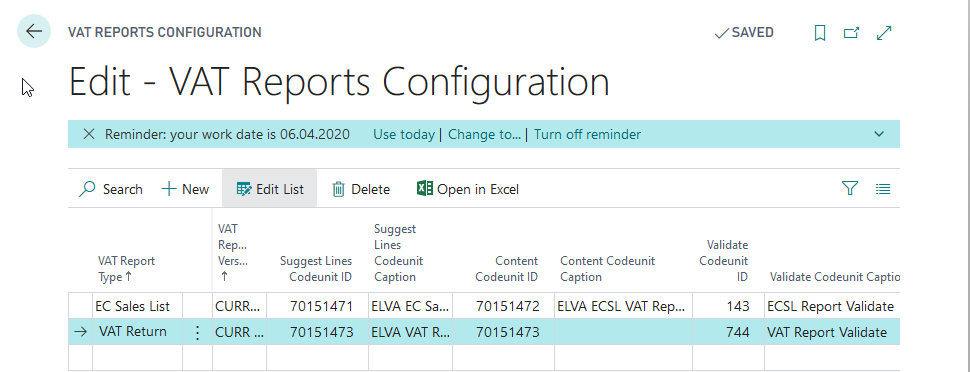 VAT REPORTS CONFIGURATION
SAVED
Edit - VAT Reports Configuration
Reminder: your work date is 06.04.2020 Use today | Change to... | Turn off reminder
Search New Edit List Delete Open in Excel
VAT Report Type ↑
VAT Rep... Vers... ↑
Suggest Lines Codeunit ID
Suggest Lines Codeunit Caption
Content Codeunit ID
Content Codeunit Caption
Validate Codeunit ID
Validate Codeunit Captio
EC Sales List CURR... 70151471 ELVA EC Sa... 70151472 ELVA ECSL VAT Rep... 143 ECSL Report Validate
VAT Return CURR ... 70151473 ELVA VAT R... 70151473 744 VAT Report Validate